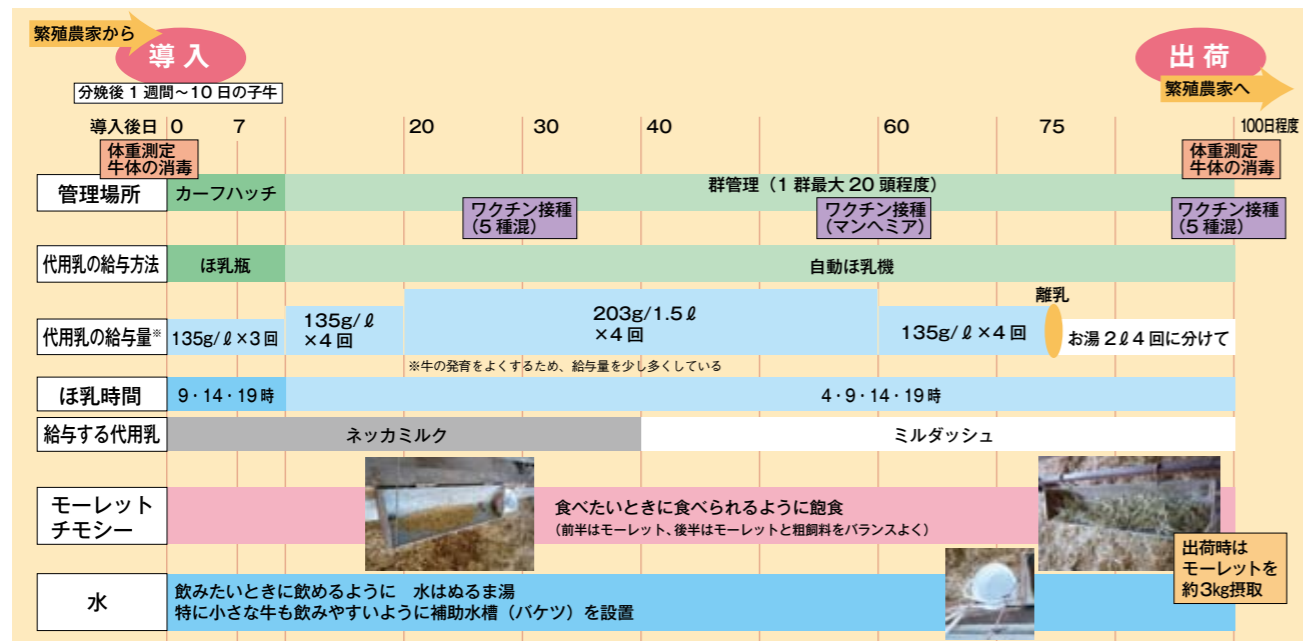 繁殖農家から
導入
出荷
繁殖農家へ
分娩後1週間～10日の子牛
導入後日 0 7 20 30 40 60 75 100日程度
体重測定
牛体の消毒
体重測定
牛体の消毒
管理場所
カーフハッチ
群管理（1群最大20頭程度）
ワクチン接種
（5種混）
ワクチン接種
（マンヘミア）
ワクチン接種
（5種混）
代用乳の給与方法
ほ乳瓶
自動ほ乳機
離乳
代用乳の給与量※
135g/ℓ×3回
135g/ℓ
×4回
203g/1.5ℓ
×4回
135g/ℓ×4回
お湯2ℓ4回に分けて
※牛の発育をよくするため、給与量を少し多くしている
ほ乳時間
9・14・19時
4・9・14・19時
給与する代用乳
ネッカミルク
ミルダッシュ
モーレット
チモシー
食べたいときに食べられるように飽食
（前半はモーレット、後半はモーレットと粗飼料をバランスよく）
出荷時は
モーレットを
約3kg摂取
水
飲みたいときに飲めるように　水はぬるま湯
特に小さな牛も飲みやすいように補助水槽（バケツ）を設置